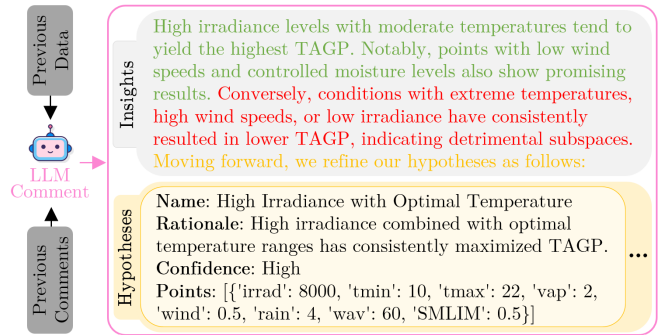 Previous
Data
LLM
Comment
Previous
Comments
Insights
High irradiance levels with moderate temperatures tend to
yield the highest TAGP. Notably, points with low wind
speeds and controlled moisture levels also show promising
results. Conversely, conditions with extreme temperatures,
high wind speeds, or low irradiance have consistently
resulted in lower TAGP, indicating detrimental subspaces.
Moving forward, we refine our hypotheses as follows:
Hypotheses
Name: High Irradiance with Optimal Temperature
Rationale: High irradiance combined with optimal
temperature ranges has consistently maximized TAGP.
Confidence: High
Points: [{'irrad': 8000, 'tmin': 10, 'tmax': 22, 'vap': 2,
'wind': 0.5, 'rain': 4, 'wav': 60, 'SMLIM': 0.5}]
...